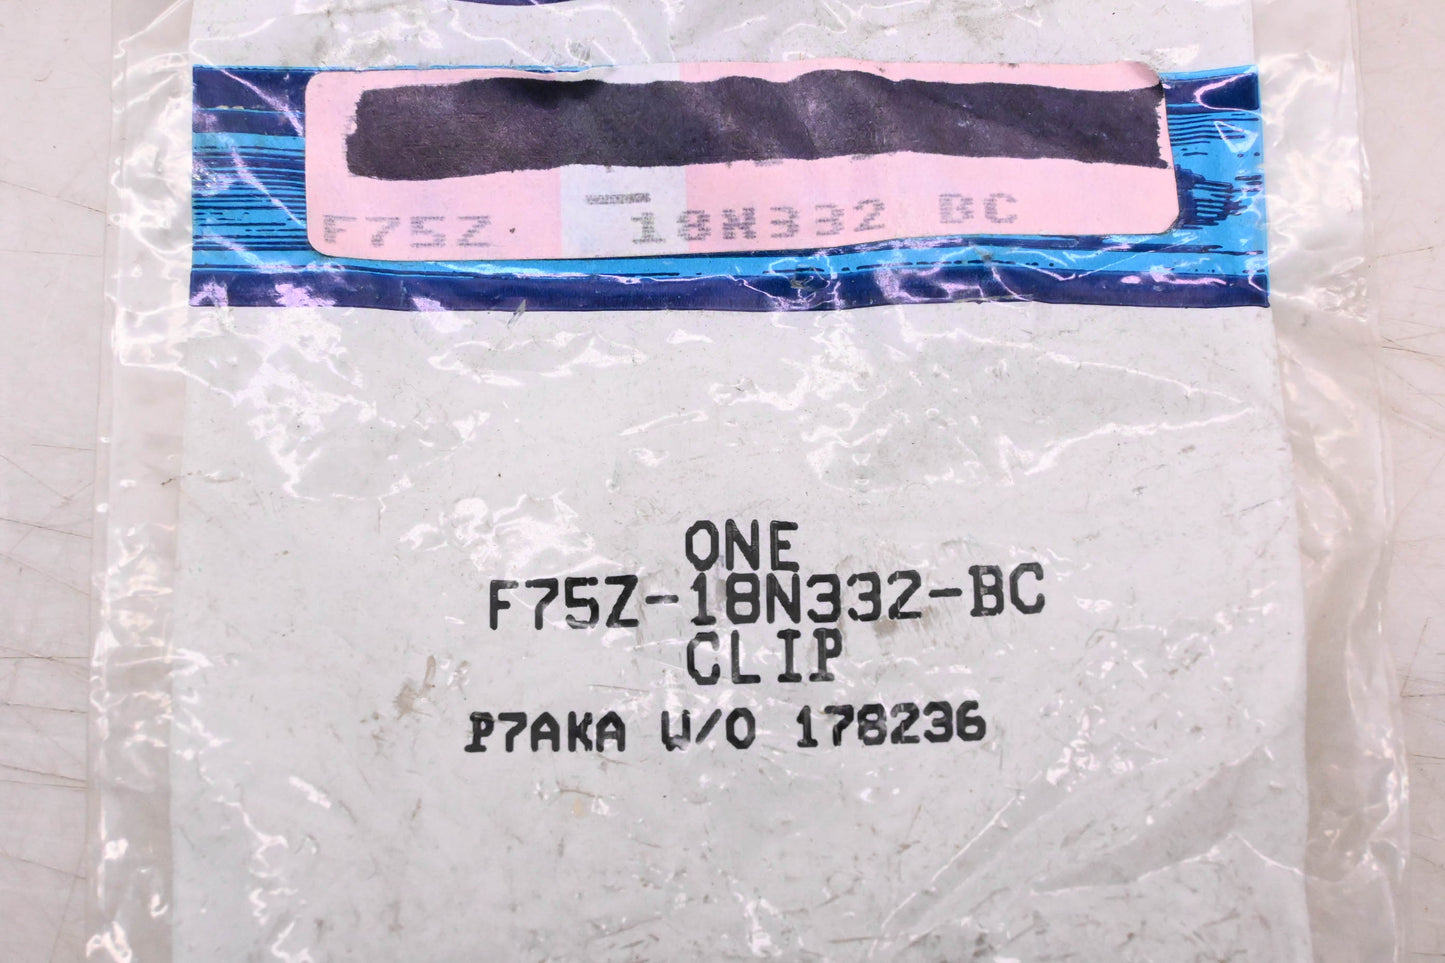 F75Z 18N332 BC
ONE
F75Z-18N332-BC
CLIP
P7AKA W/O 178236